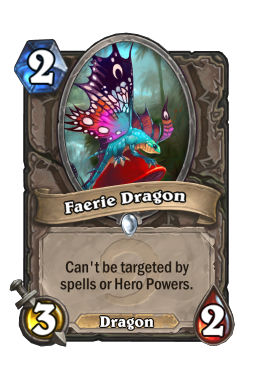 2
Faerie Dragon
Can't be targeted by
spells or Hero Powers.
3
Dragon
2